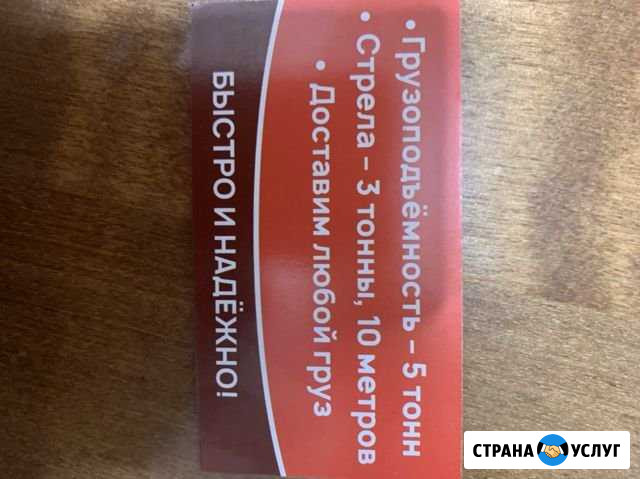 • Грузоподъёмность – 5 тонн
• Стрела – 3 тонны, 10 метров
• Доставим любой груз
БЫСТРО И НАДЁЖНО!
СТРАНА УСЛУГ